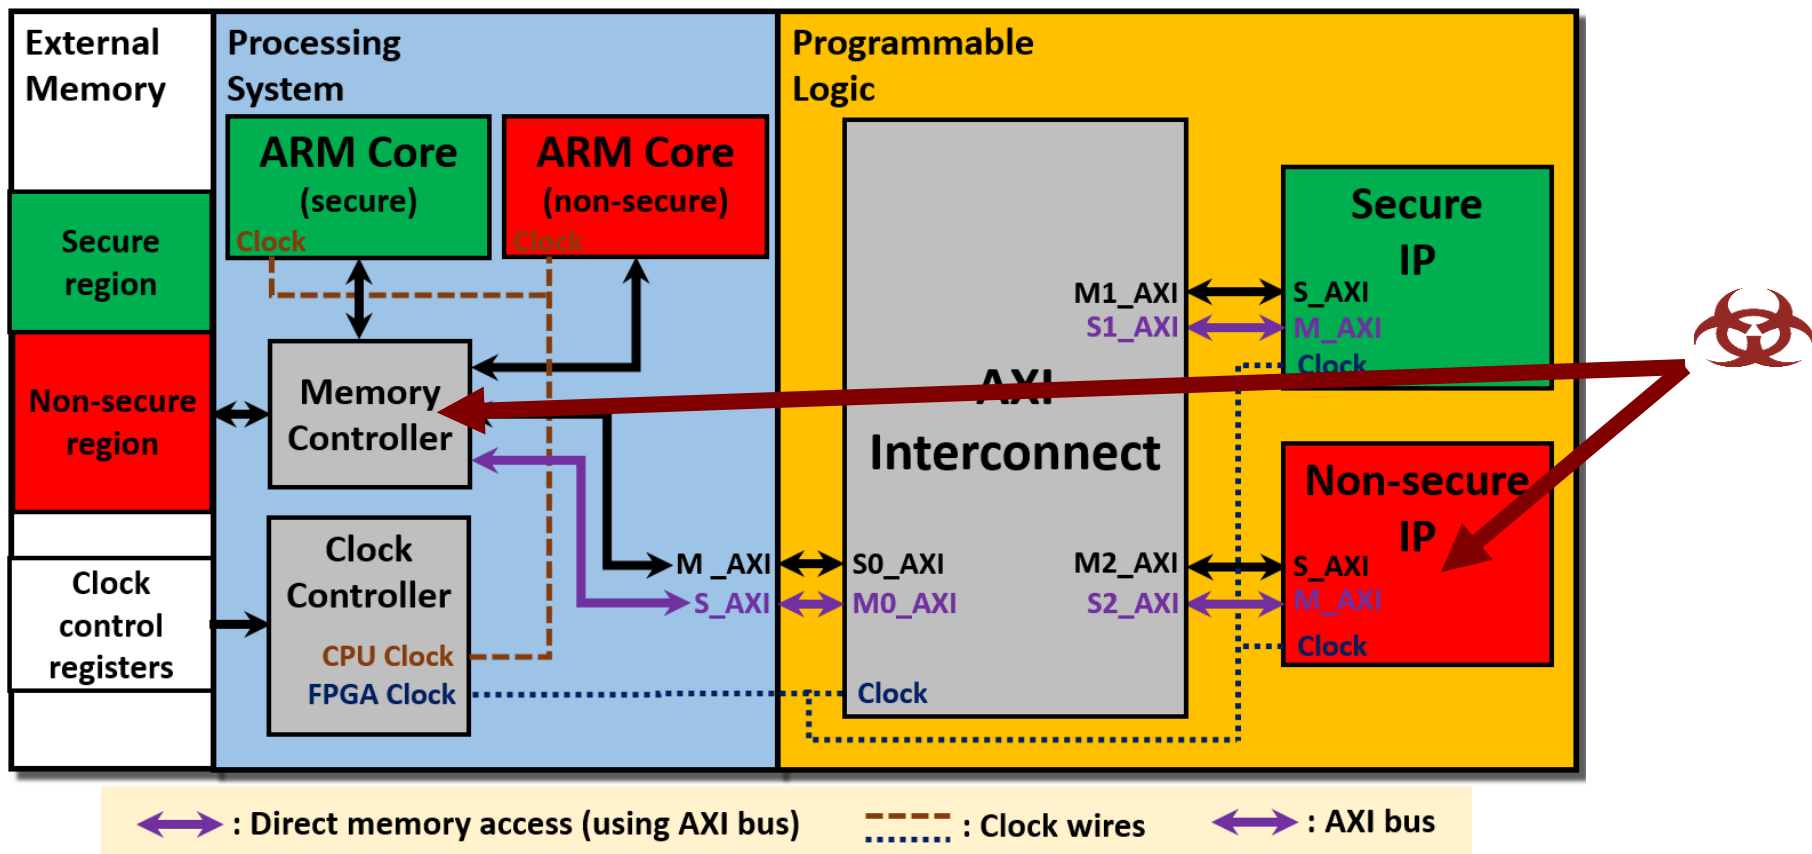 External
Memory
Processing
System
Programmable
Logic
ARM Core
(secure)
Clock
ARM Core
(non-secure)
Clock
Secure
region
Non-secure
region
Clock
control
registers
Memory
Controller
Clock
Controller
CPU Clock
FPGA Clock
M _AXI
S_AXI
AXI
Interconnect
M1_AXI
S1_AXI
S0_AXI
M0_AXI
M2_AXI
S2_AXI
Clock
Secure
IP
S_AXI
M_AXI
Clock
Non-secure
IP
S_AXI
M_AXI
Clock
: Direct memory access (using AXI bus)
: Clock wires
: AXI bus